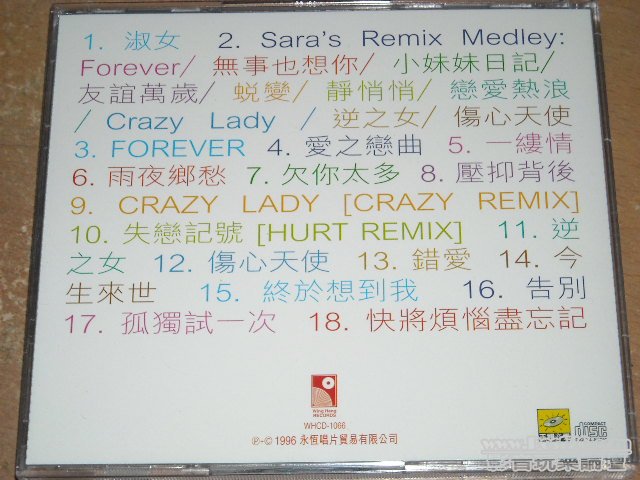 1. 淑女 2. Sara's Remix Medley:
Forever/ 無事也想你/ 小妹妹日記/
友誼萬歲/ 蛻變/ 靜悄悄/ 戀愛熱浪
/ Crazy Lady / 逆之女/ 傷心天使
3. FOREVER 4. 愛之戀曲 5. 一縷情
6. 雨夜鄉愁 7. 欠你太多 8. 壓抑背後
9. CRAZY LADY [CRAZY REMIX]
10. 失戀記號 [HURT REMIX] 11. 逆
之女 12. 傷心天使 13. 錯愛 14. 今
生來世 15. 終於想到我 16. 告別
17. 孤獨試一次 18. 快將煩惱盡忘記
Wing Hang
RECORDS
WHCD-1066
℗-© 1996 永恆唱片貿易有限公司
COMPACT
disc
影音玩樂論壇